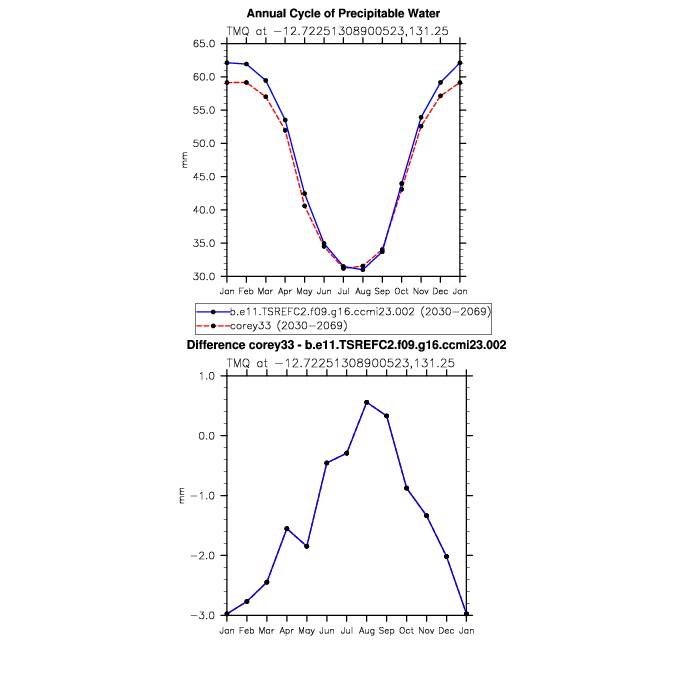 Annual Cycle of Precipitable Water
TMQ at −12.72251308900523,131.25
65.0
60.0
55.0
50.0
45.0
40.0
35.0
30.0
mm
Jan Feb Mar Apr May Jun Jul Aug Sep Oct Nov Dec Jan
b.e11.TSREFC2.f09.g16.ccmi23.002 (2030−2069)
corey33 (2030−2069)
Difference corey33 - b.e11.TSREFC2.f09.g16.ccmi23.002
TMQ at −12.72251308900523,131.25
1.0
0.0
−1.0
−2.0
−3.0
mm
Jan Feb Mar Apr May Jun Jul Aug Sep Oct Nov Dec Jan